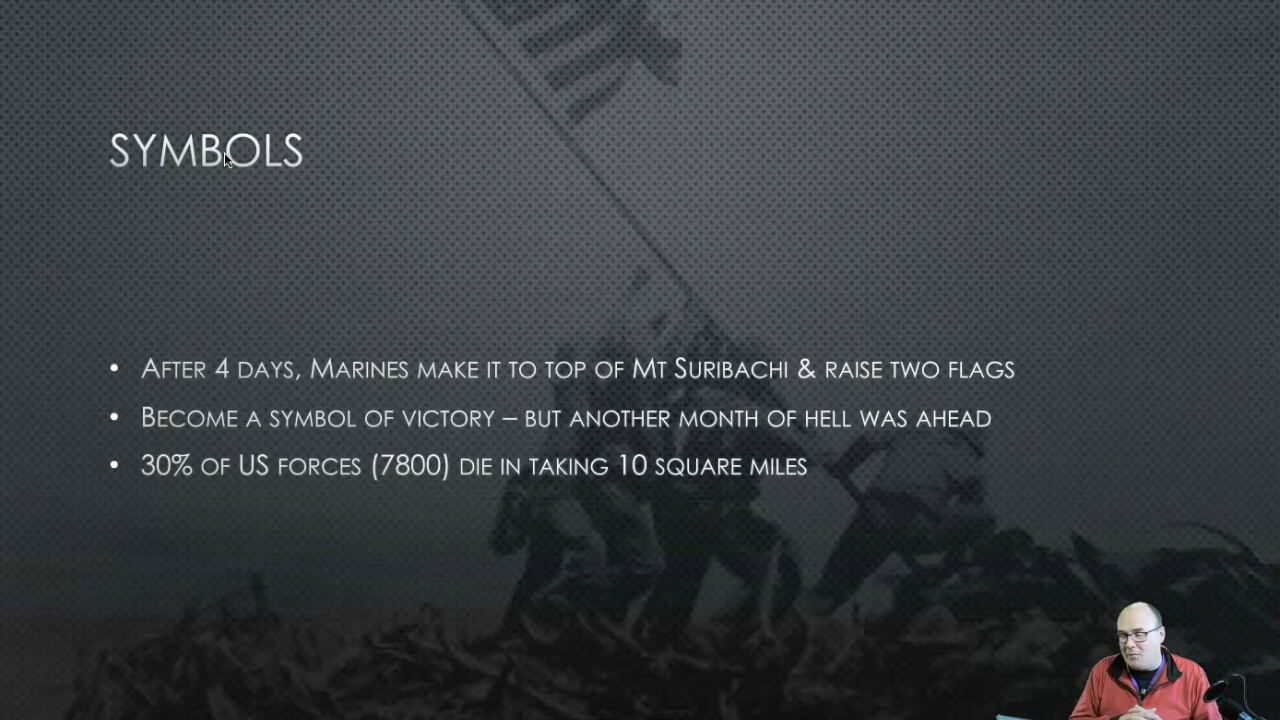 SYMBOLS
• AFTER 4 DAYS, MARINES MAKE IT TO TOP OF MT SURIBACHI & RAISE TWO FLAGS
• BECOME A SYMBOL OF VICTORY – BUT ANOTHER MONTH OF HELL WAS AHEAD
• 30% OF US FORCES (7800) DIE IN TAKING 10 SQUARE MILES